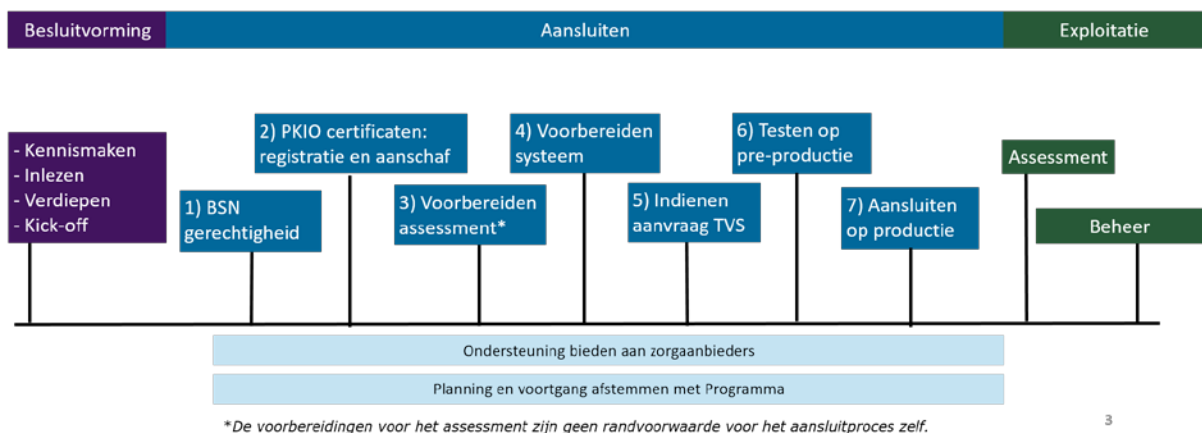 Besluitvorming
Aansluiten
Exploitatie
- Kennismaken
- Inlezen
- Verdiepen
- Kick-off
1) BSN
gerechtigheid
2) PKIO certificaten:
registratie en aanschaf
3) Voorbereiden
assessment*
4) Voorbereiden
systeem
5) Indienen
aanvraag TVS
6) Testen op
pre-productie
7) Aansluiten
op productie
Assessment
Beheer
Ondersteuning bieden aan zorgaanbieders
Planning en voortgang afstemmen met Programma
*De voorbereidingen voor het assessment zijn geen randvoorwaarde voor het aansluitproces zelf.
3